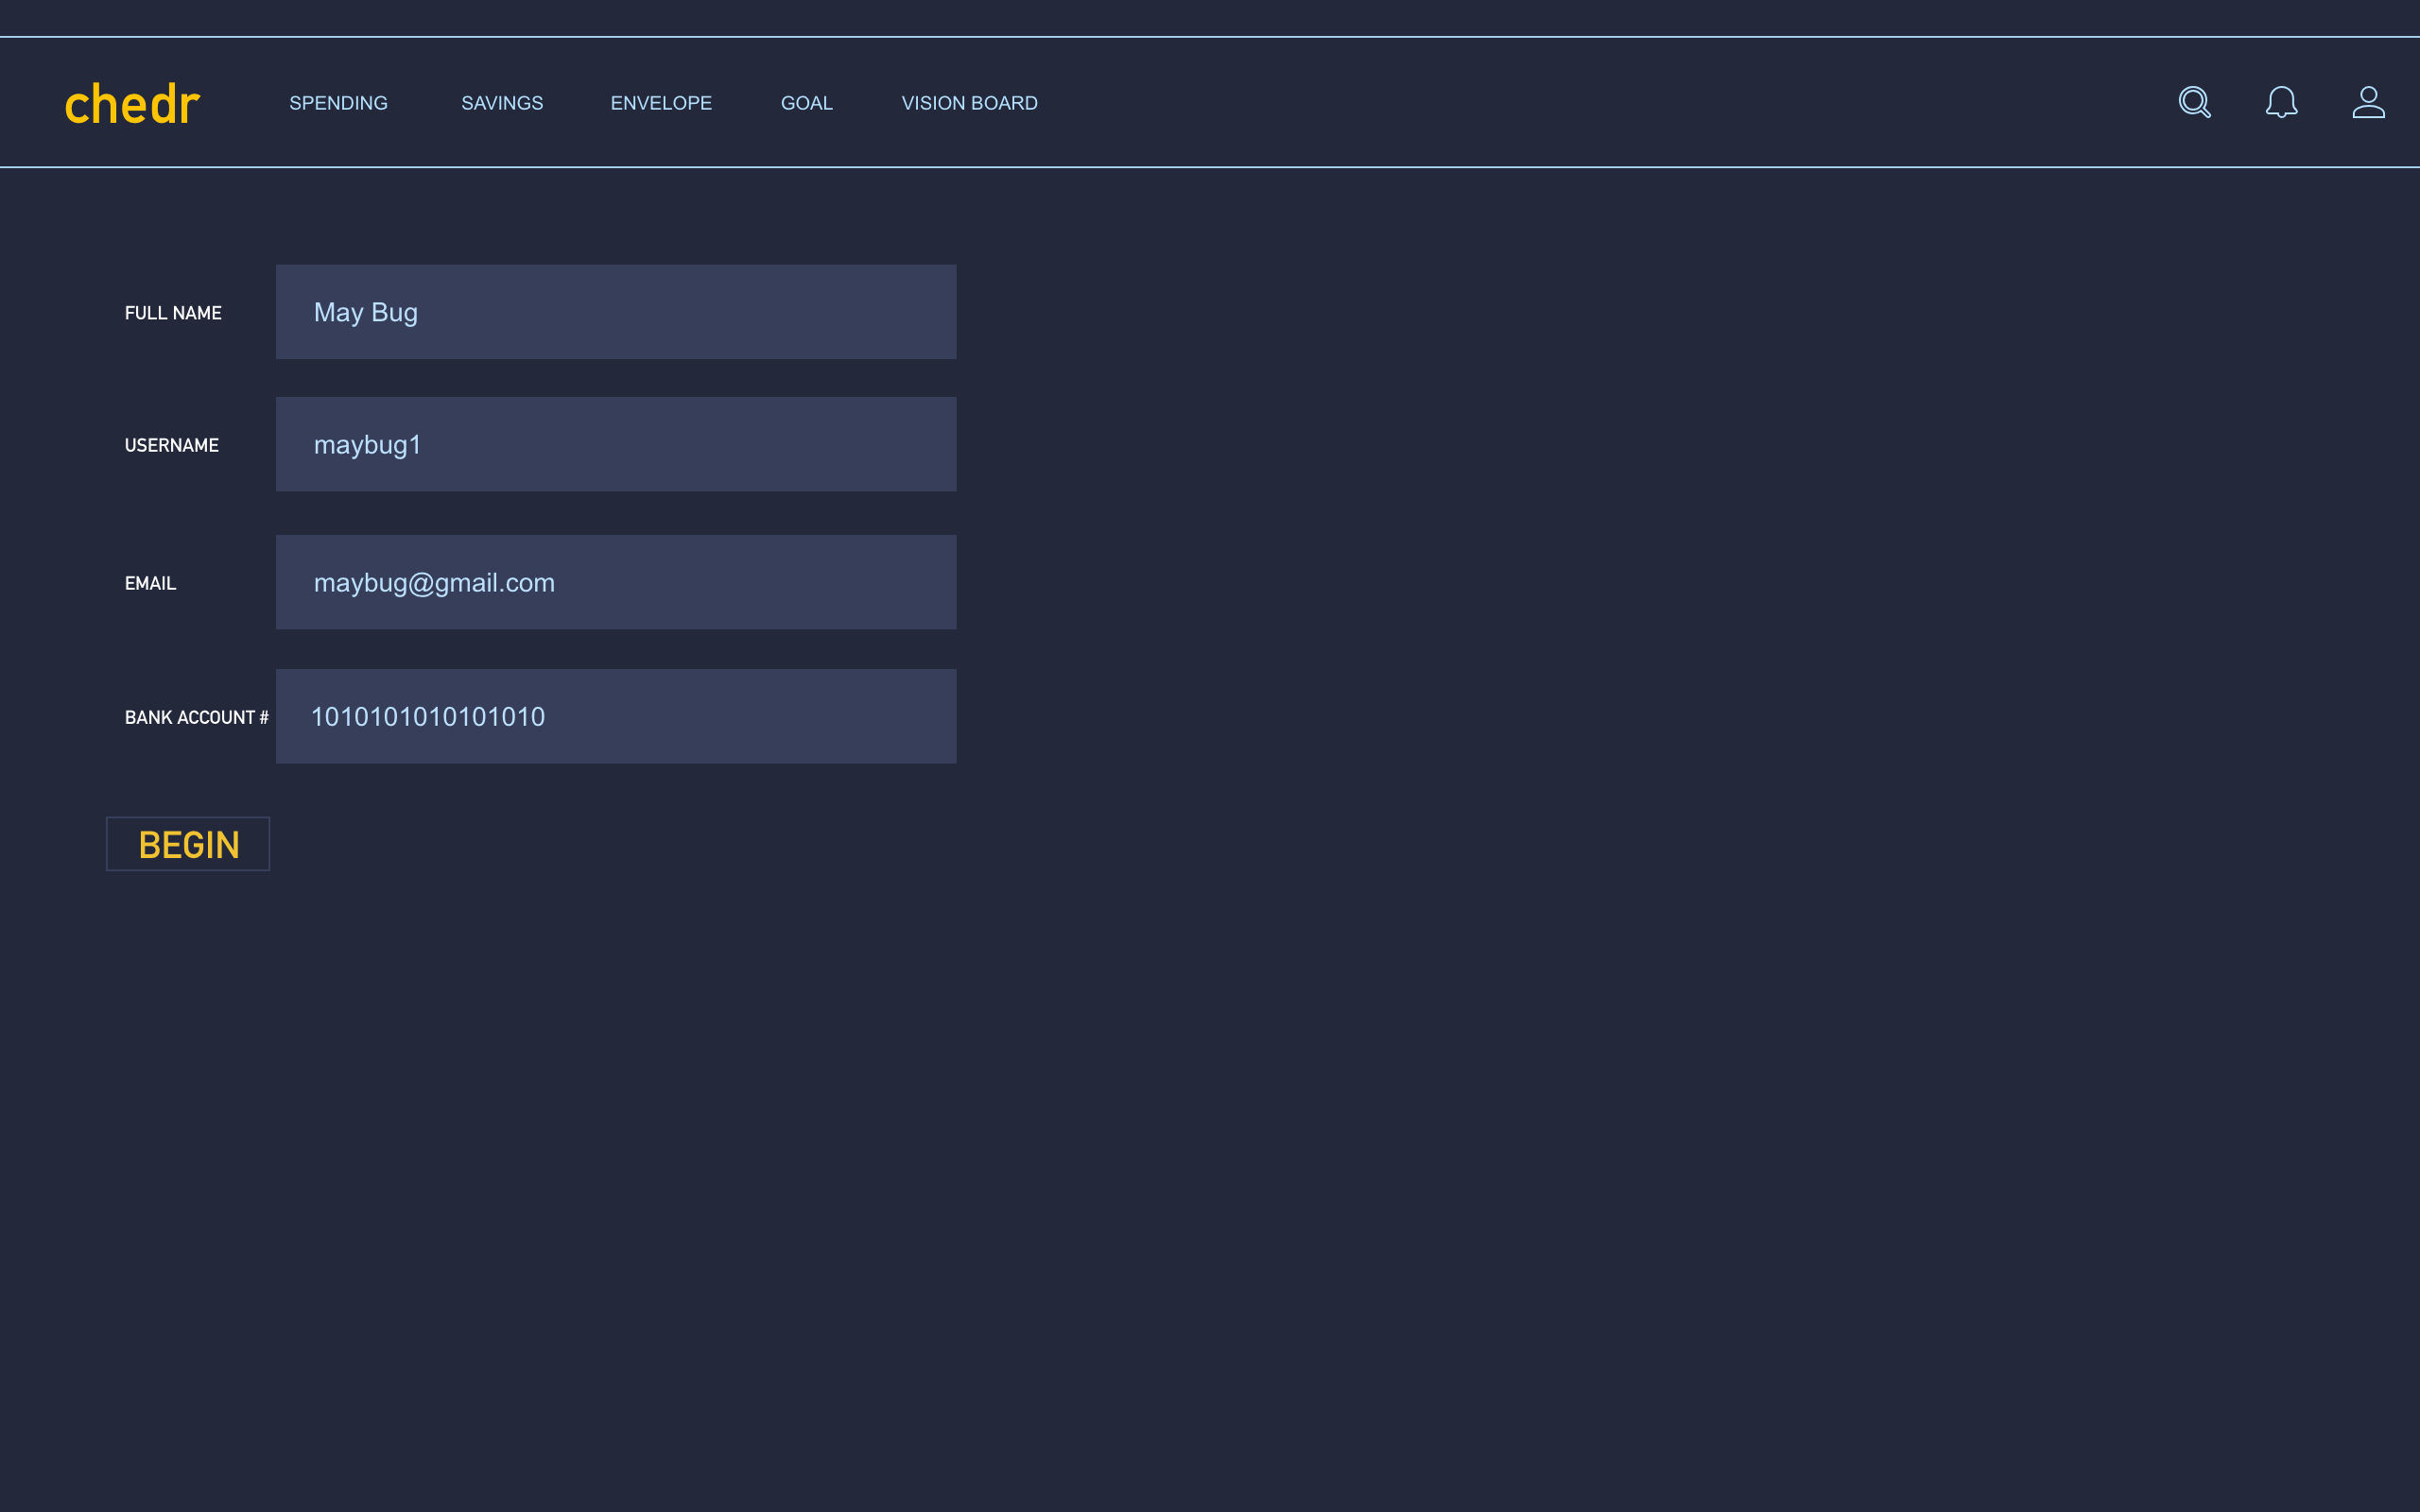 chedr SPENDING SAVINGS ENVELOPE GOAL VISION BOARD
FULL NAME May Bug
USERNAME maybug1
EMAIL maybug@gmail.com
BANK ACCOUNT # 1010101010101010
BEGIN